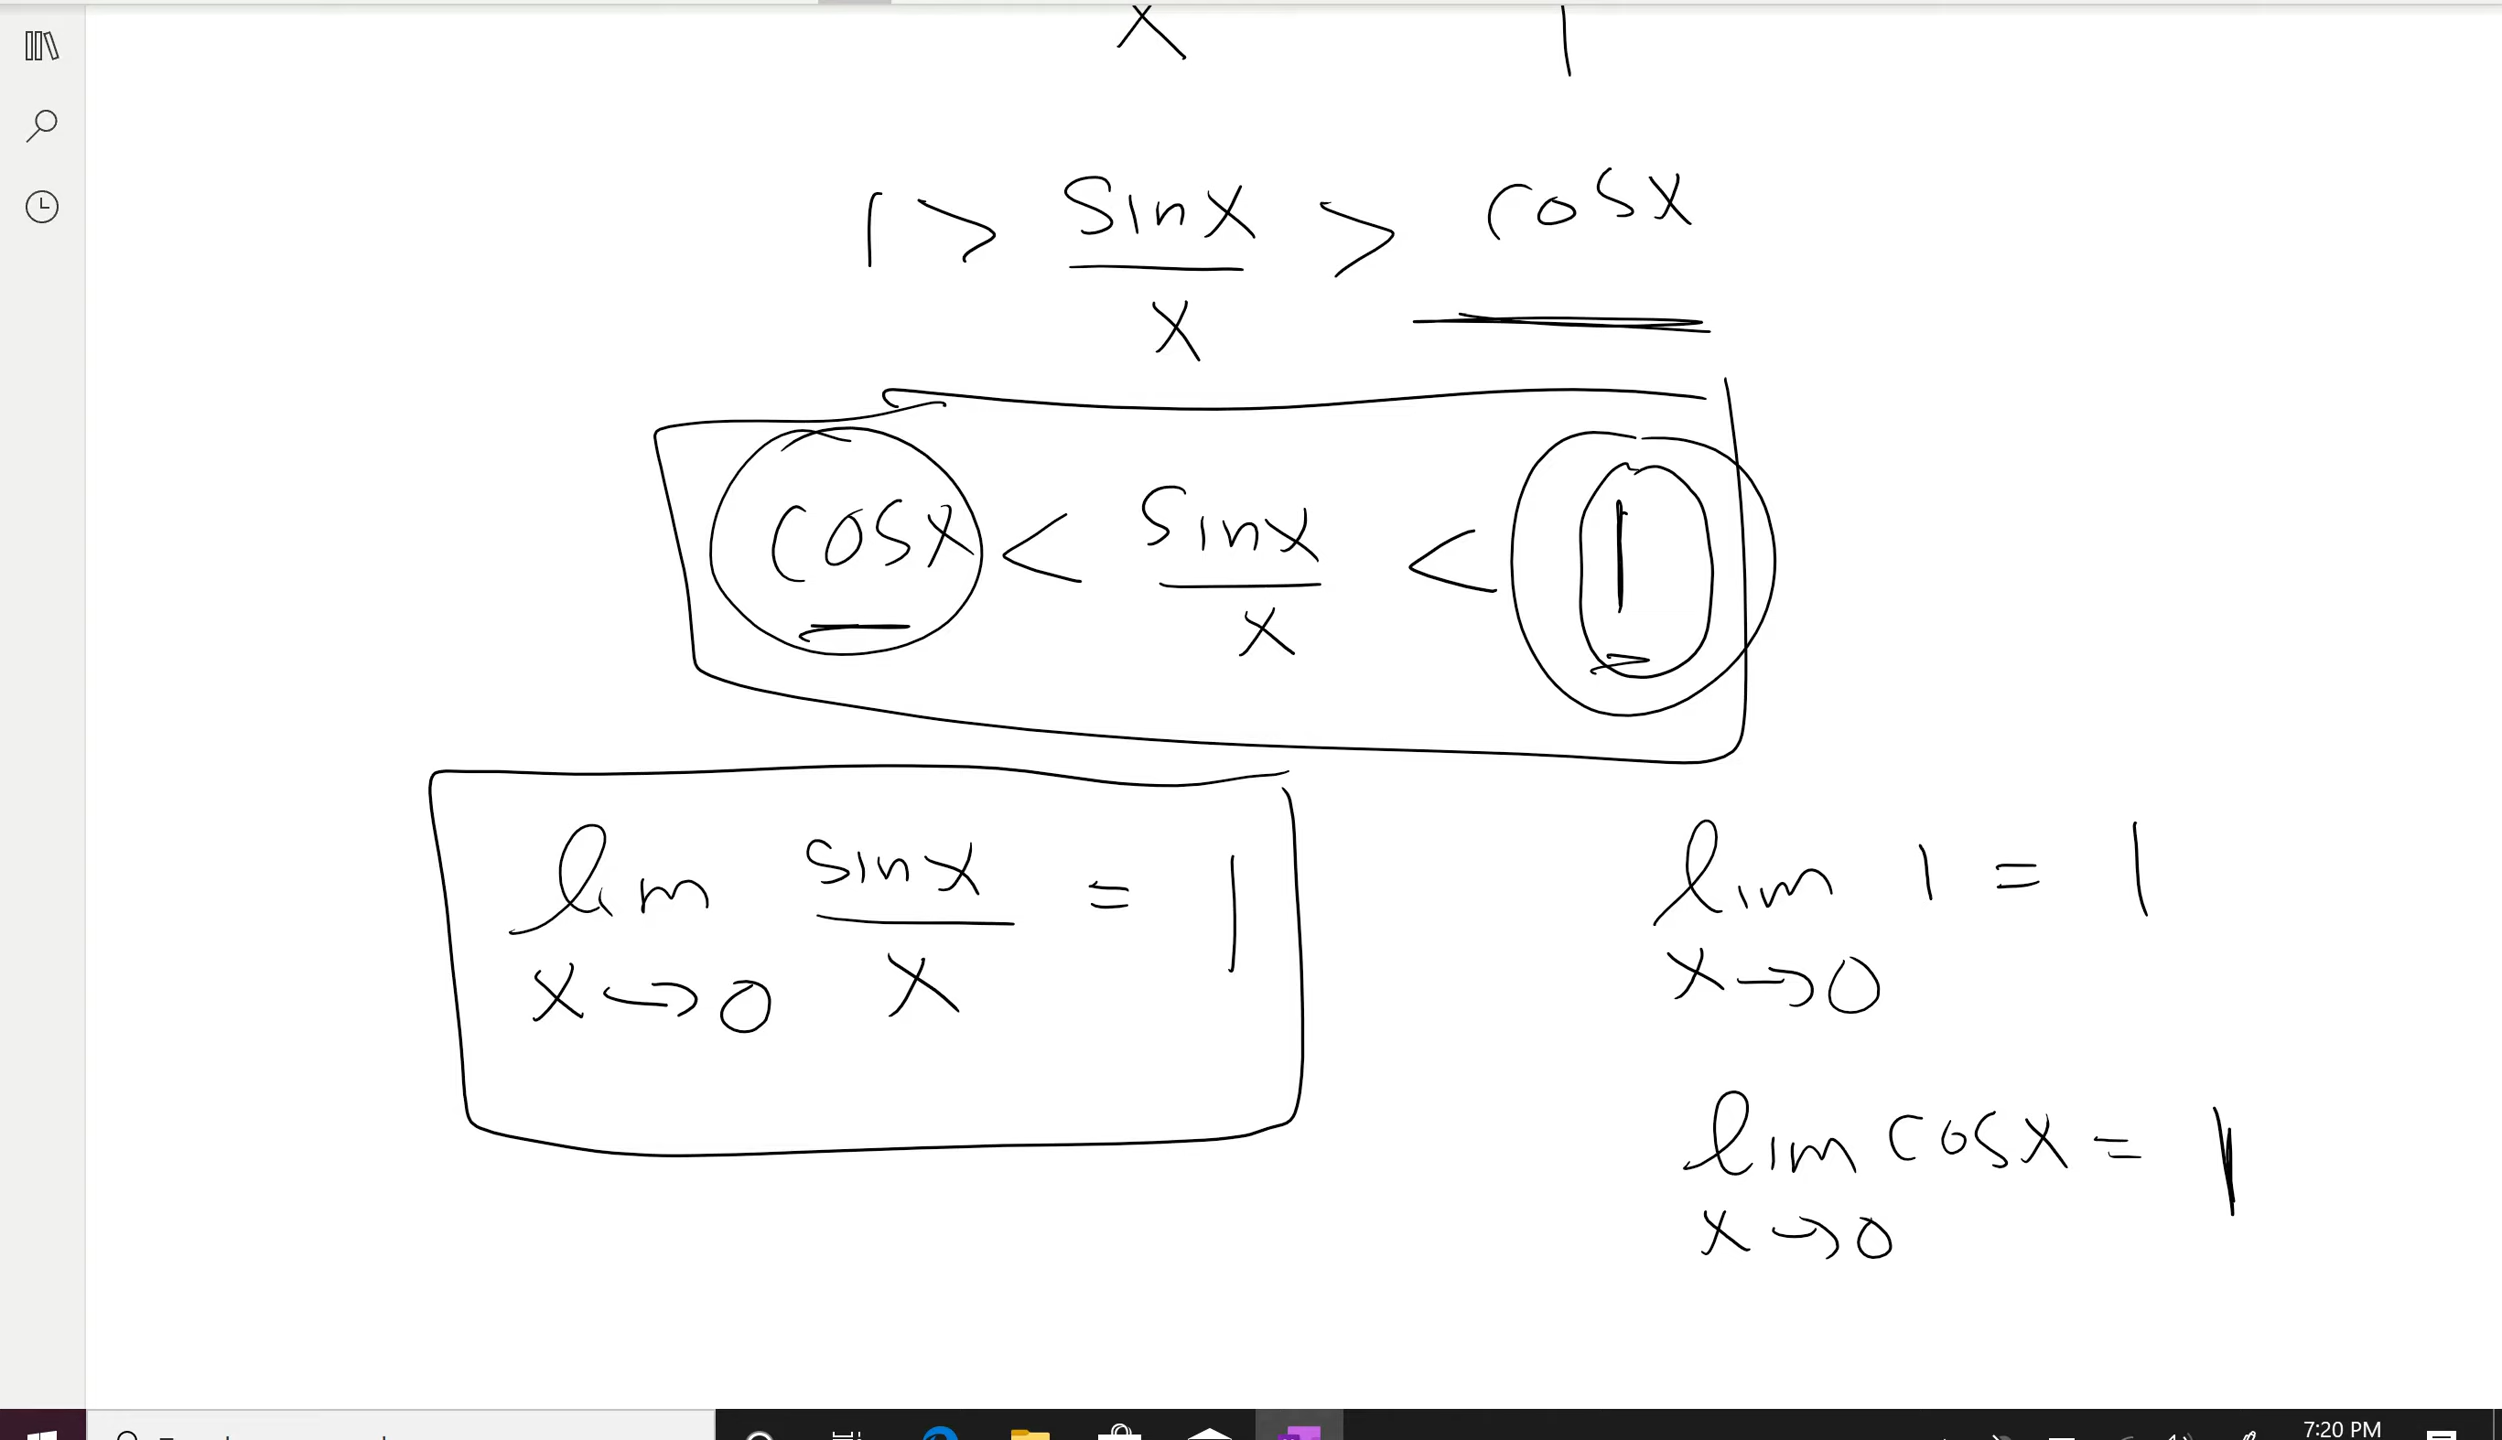 x 1
1 > sinx > cosx
x
cosx < sinx < 1
x
lim sinx = 1
x→0 x
lim 1 = 1
x→0
lim cosx = 1
x→0
7:20 PM